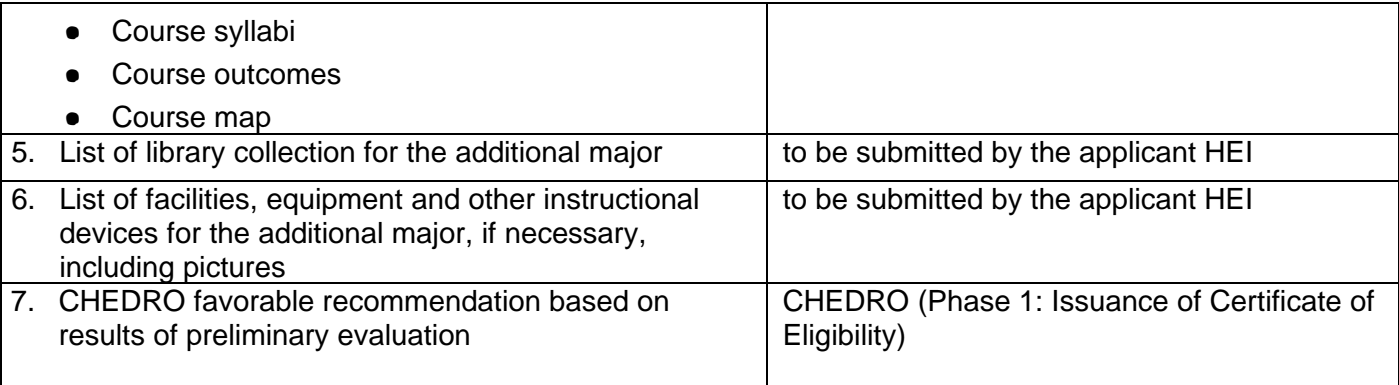 ● Course syllabi
● Course outcomes
● Course map
5. List of library collection for the additional major
to be submitted by the applicant HEI
6. List of facilities, equipment and other instructional
devices for the additional major, if necessary,
including pictures
to be submitted by the applicant HEI
7. CHEDRO favorable recommendation based on
results of preliminary evaluation
CHEDRO (Phase 1: Issuance of Certificate of
Eligibility)